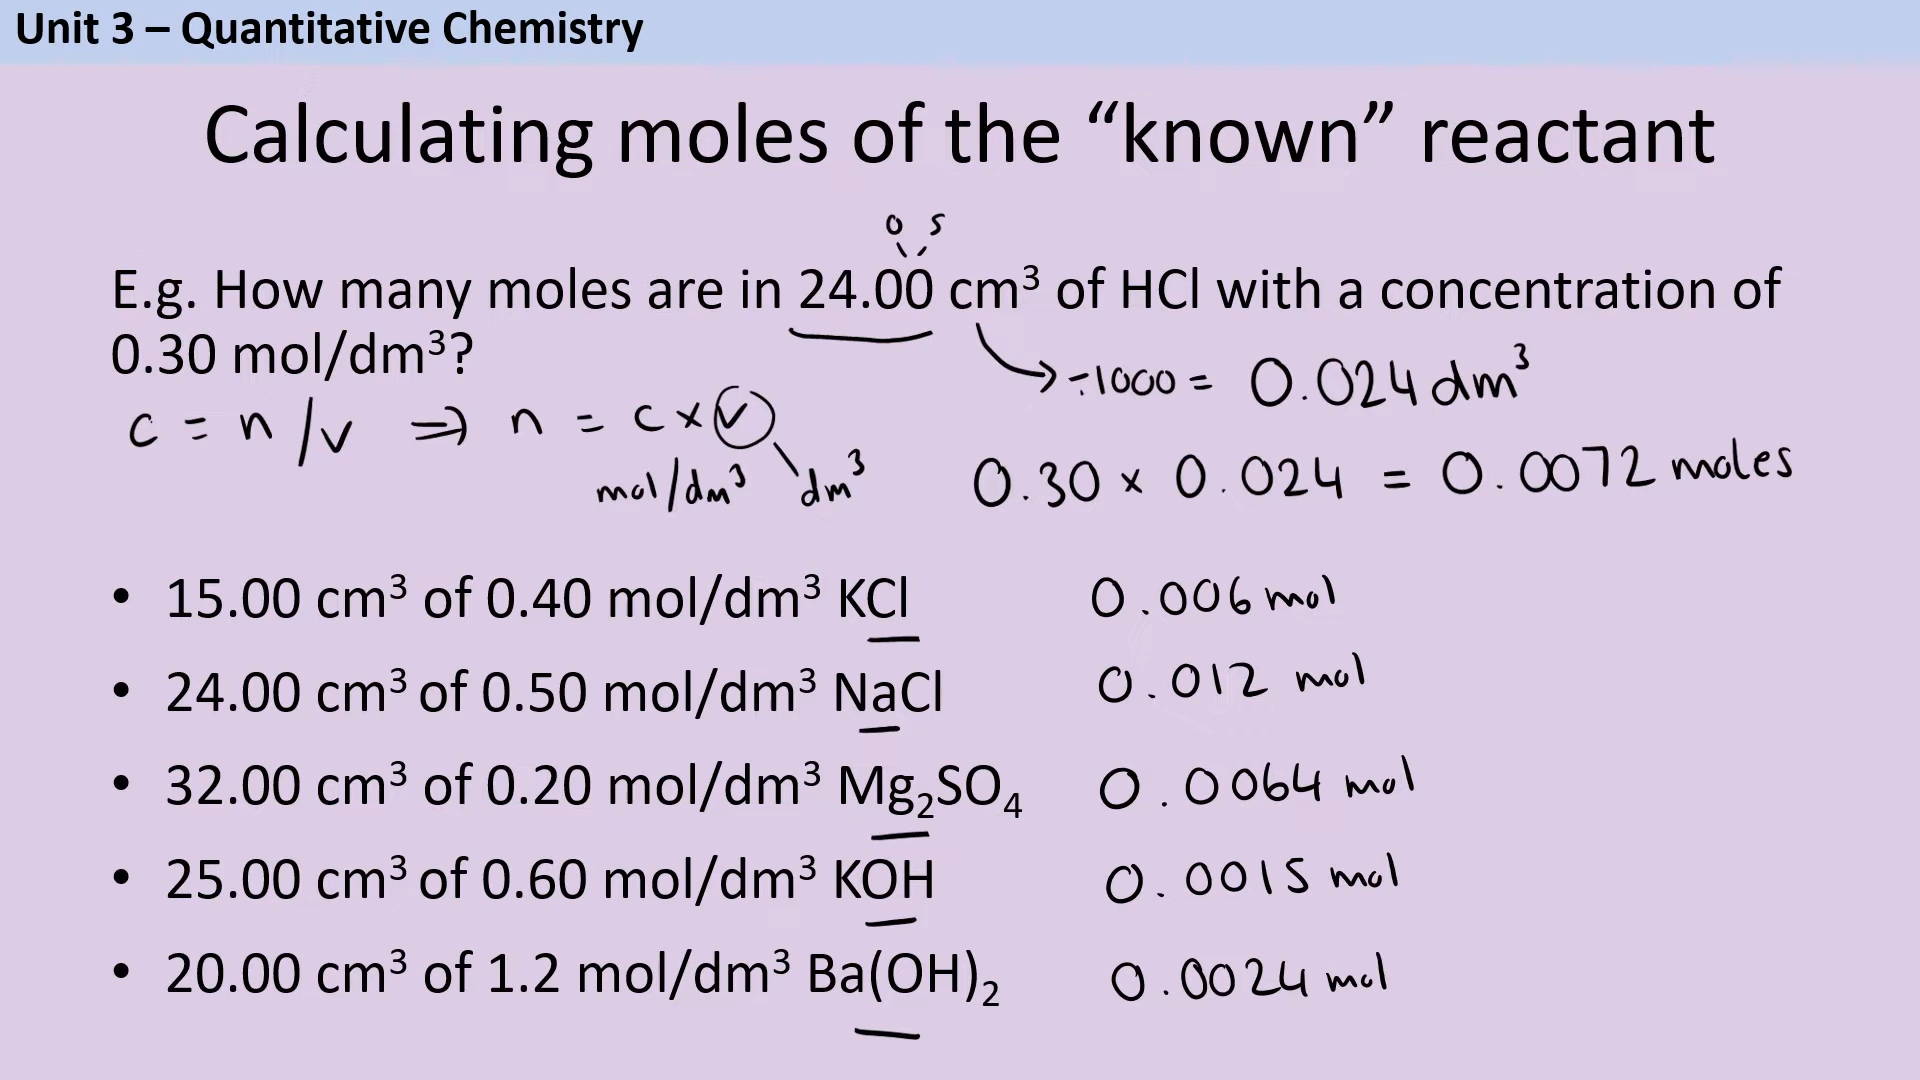 Unit 3 – Quantitative Chemistry
Calculating moles of the “known” reactant
0 5
E.g. How many moles are in 24.00 cm³ of HCl with a concentration of
0.30 mol/dm³?
÷1000 = 0.024 dm³
c = n/v ⇒ n = c × v
mol/dm³ dm³
0.30 × 0.024 = 0.0072 moles
• 15.00 cm³ of 0.40 mol/dm³ KCl 0.006 mol
• 24.00 cm³ of 0.50 mol/dm³ NaCl 0.012 mol
• 32.00 cm³ of 0.20 mol/dm³ Mg₂SO₄ 0.0064 mol
• 25.00 cm³ of 0.60 mol/dm³ KOH 0.0015 mol
• 20.00 cm³ of 1.2 mol/dm³ Ba(OH)₂ 0.0024 mol